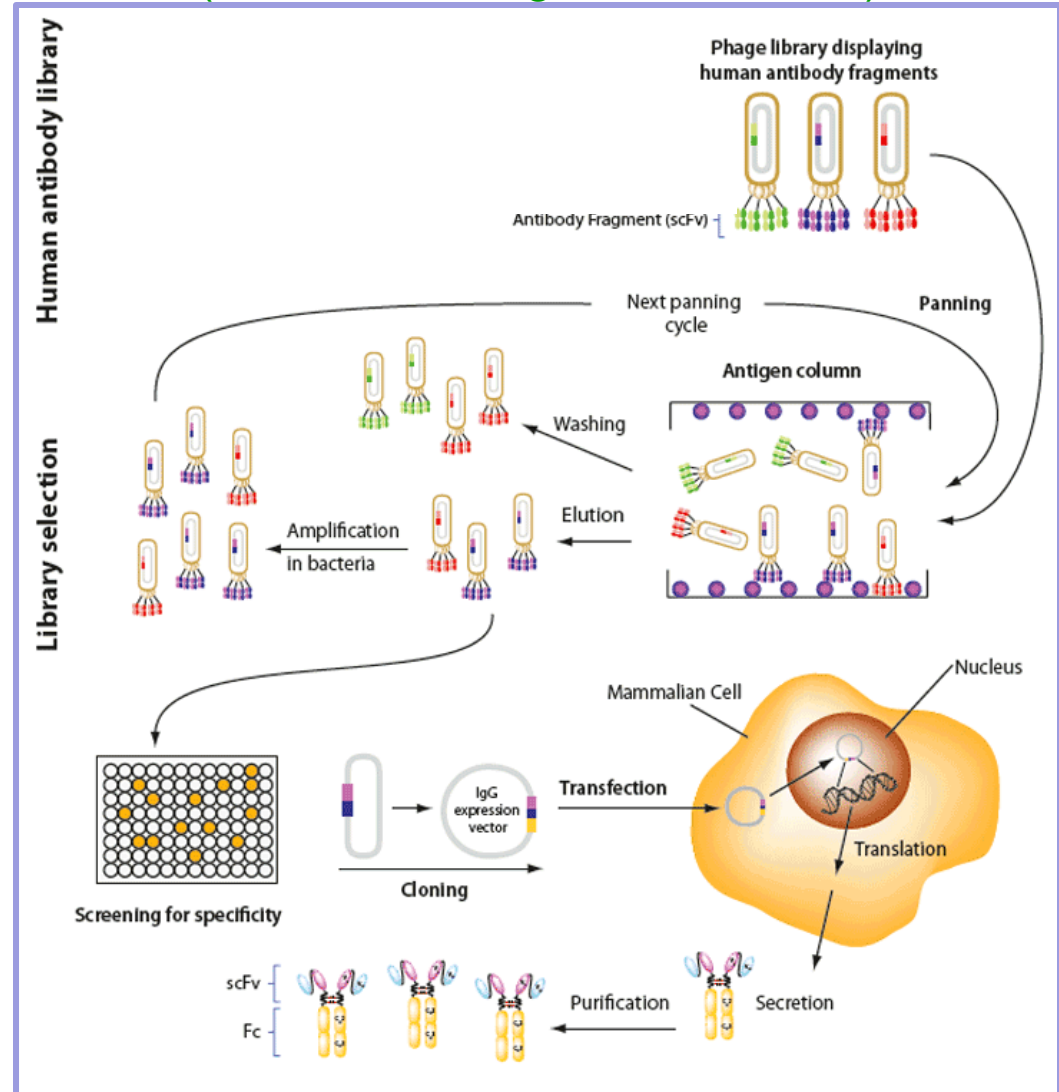 Human antibody library
Phage library displaying
human antibody fragments
Antibody Fragment (scFv)
Panning
Next panning
cycle
Library selection
Antigen column
Washing
Elution
Amplification
in bacteria
Nucleus
Mammalian Cell
IgG
expression
vector
Transfection
Cloning
Translation
Screening for specificity
scFv
Fc
Purification
Secretion